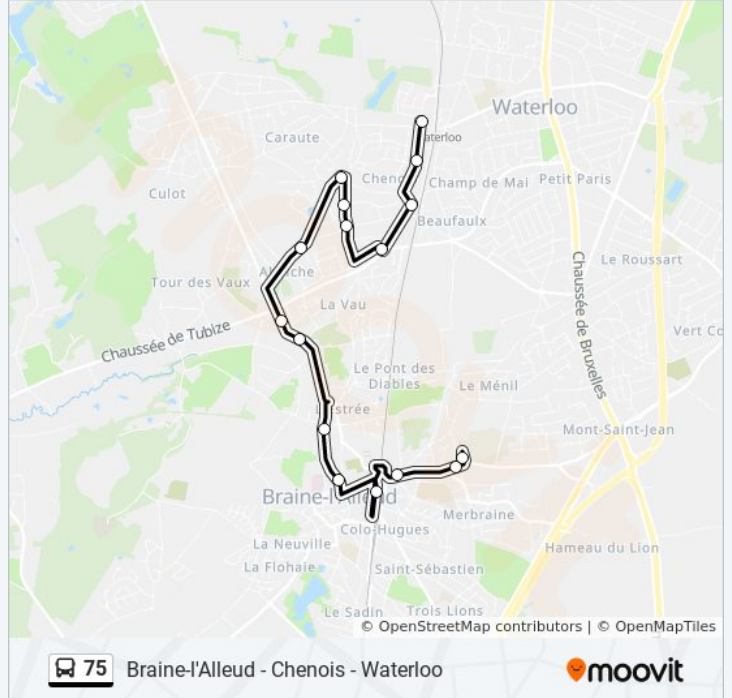 Waterloo
Caraute
aterloo
Culot
Cheno
Champ de Mai
Petit Paris
Beaufaulx
Le Roussart
Tour des Vaux
La Vau
Chaussée de Bruxelles
Vert Co
Chaussée de Tubize
Le Pont des
Diables
Le Ménil
Mont-Saint-Jean
Braine-l'Alleud
Merbraine
Colo-Hugues
La Neuville
Hameau du Lion
La Flohaie
Saint-Sébastien
Le Sadin
Trois Lions
© OpenStreetMap contributors | © OpenMapTiles
75 Braine-l'Alleud - Chenois - Waterloo
moovit